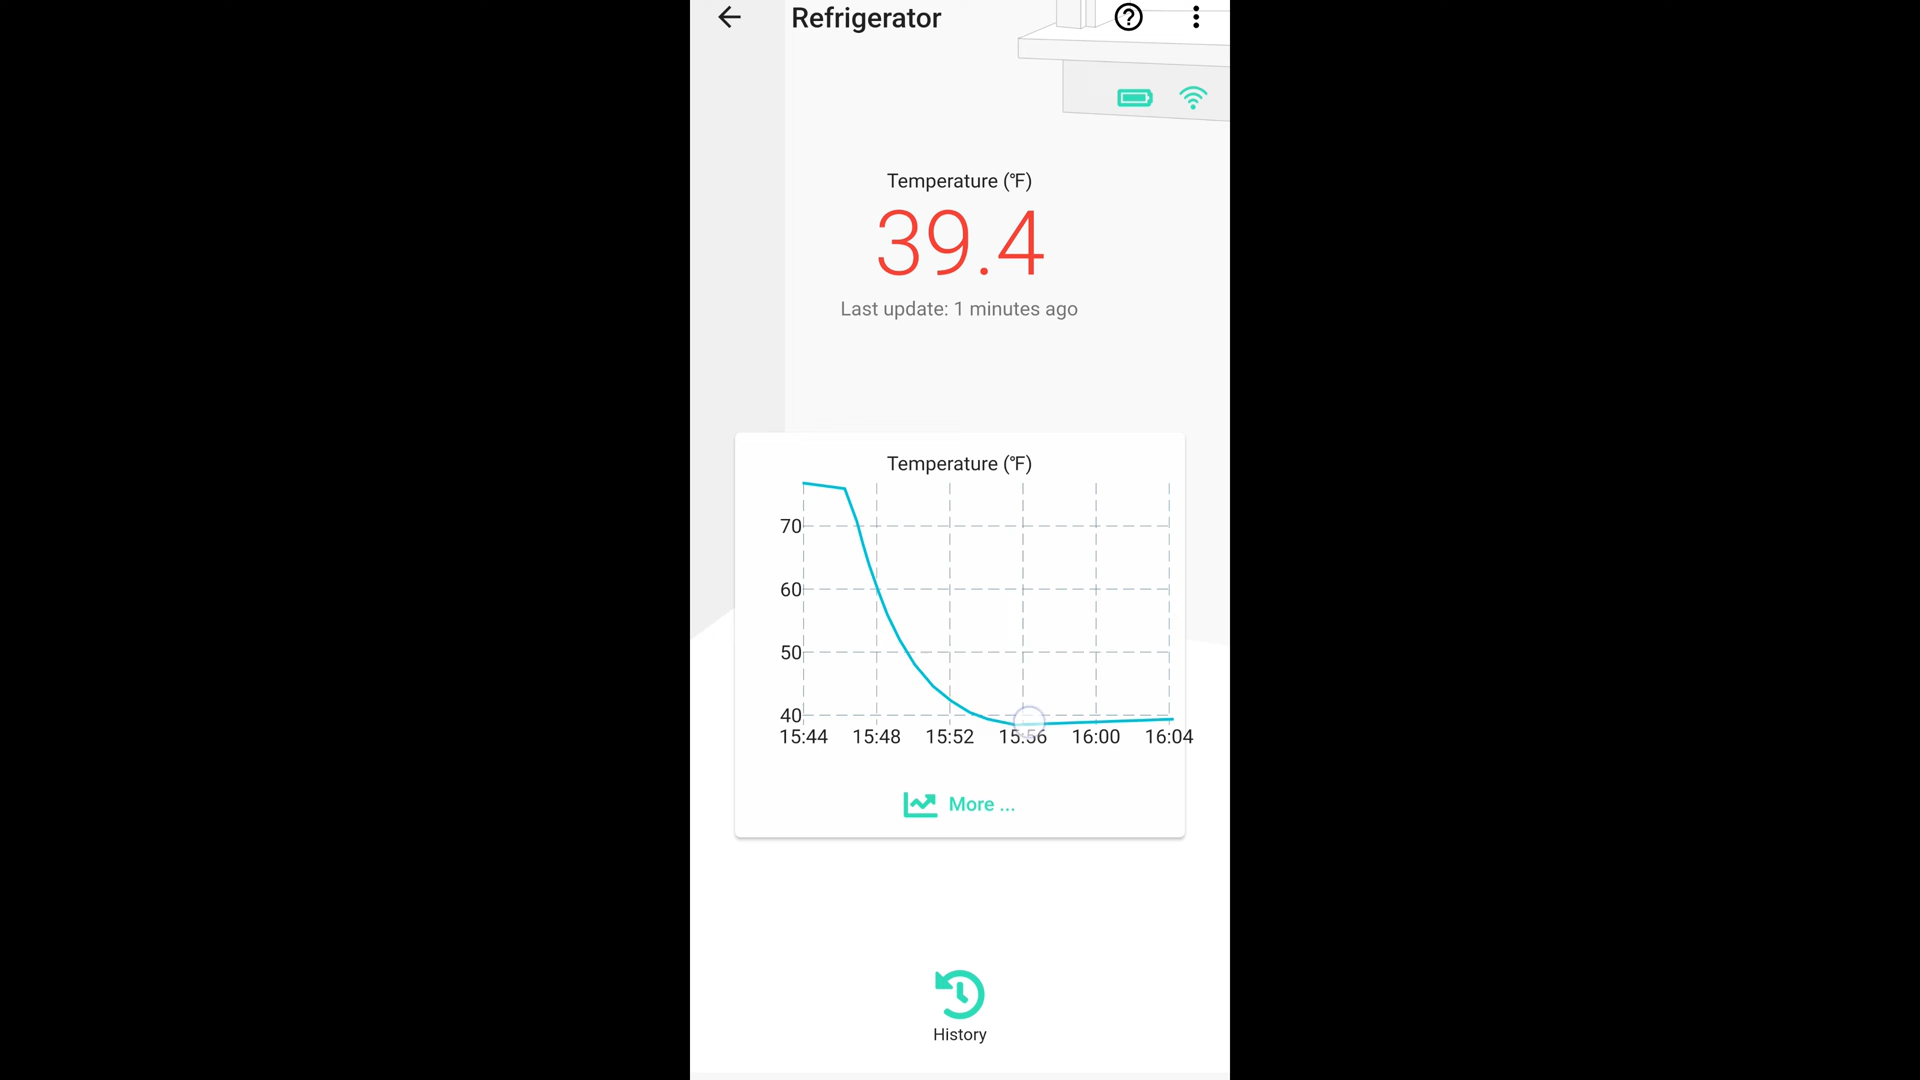 Refrigerator
Temperature (℉)
39.4
Last update: 1 minutes ago
Temperature (℉)
70
60
50
40
15:44 15:48 15:52 15:56 16:00 16:04
More ...
History